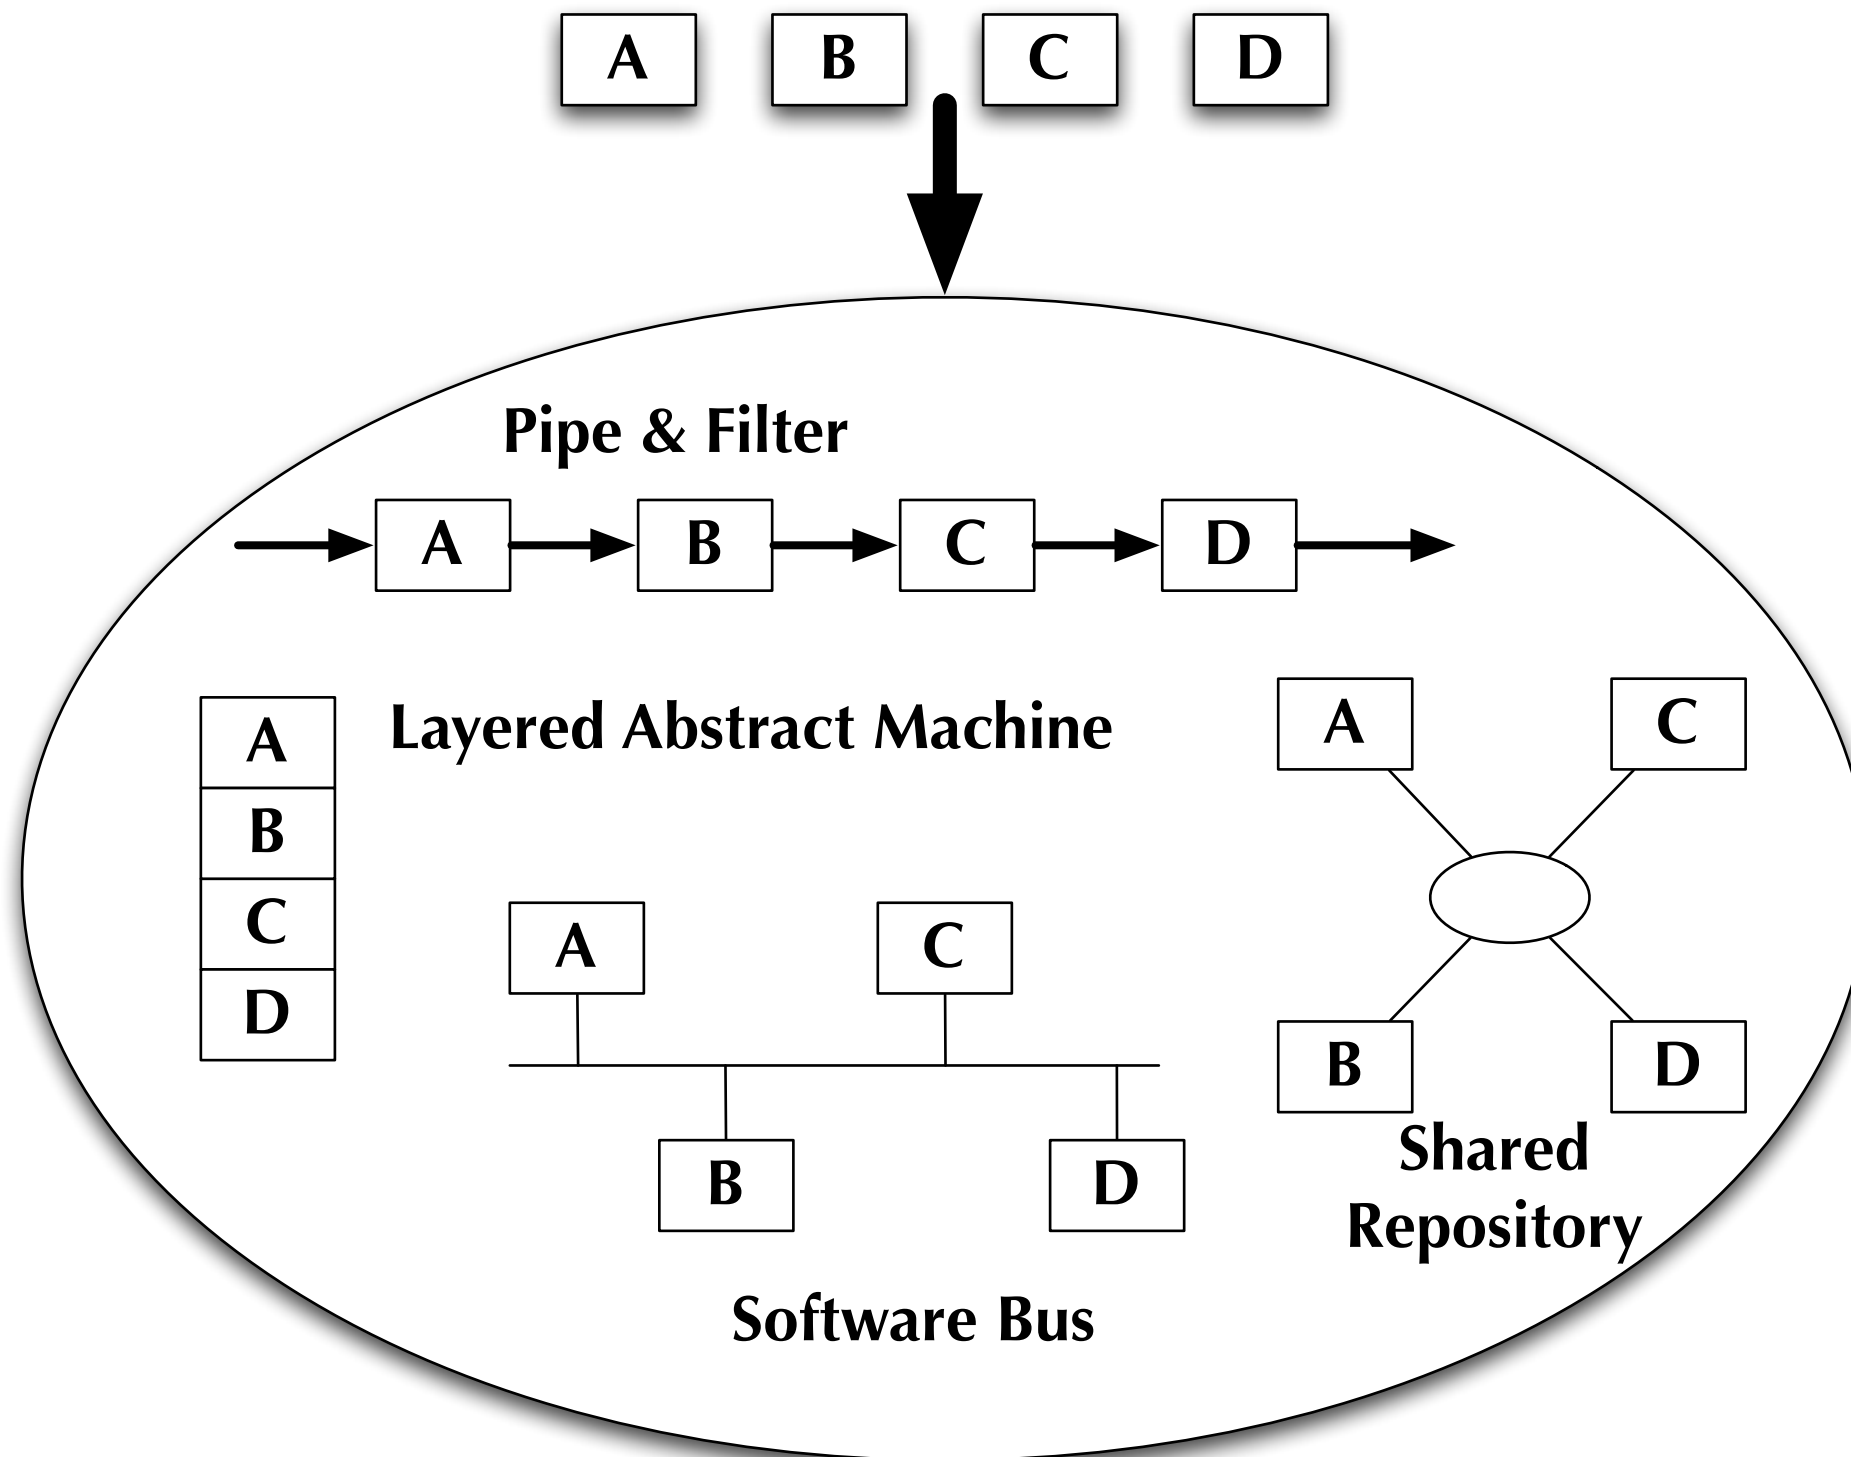 A B C D
Pipe & Filter
A B C D
Layered Abstract Machine
A
B
C
D
A C
B D
Software Bus
A C
B D
Shared
Repository